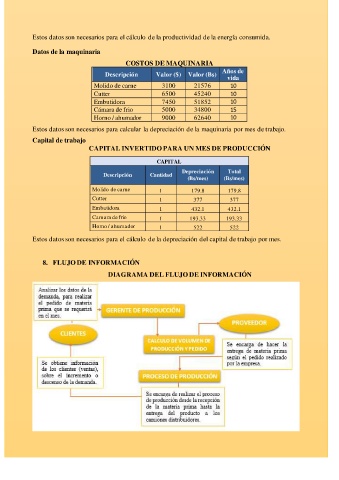 Estos datos son necesarios para el cálculo de la productividad de la energía consumida.
Datos de la maquinaria
COSTOS DE MAQUINARIA
Descripción Valor ($) Valor (Bs) Años de vida
Molido de carne 3100 21576 10
Cutter 6500 45240 10
Embutidora 7450 51852 10
Cámara de frio 5000 34800 15
Horno / ahumador 9000 62640 10
Estos datos son necesarios para calcular la depreciación de la maquinaria por mes de trabajo.
Capital de trabajo
CAPITAL INVERTIDO PARA UN MES DE PRODUCCIÓN
CAPITAL
Descripción Cantidad Depreciación (Bs/mes) Total (Bs/mes)
Molido de carne 1 179.8 179.8
Cutter 1 377 377
Embutidora 1 432.1 432.1
Camara de frio 1 193.33 193.33
Horno / ahumador 1 522 522
Estos datos son necesarios para el cálculo de la depreciación del capital de trabajo por mes.
8. FLUJO DE INFORMACIÓN
DIAGRAMA DEL FLUJO DE INFORMACIÓN
Analizar los datos de la
demanda, para realizar
el pedido de materia
prima que se requerirá
en el mes.
GERENTE DE PRODUCCIÓN
PROVEEDOR
CLIENTES
CALCULO DE VOLUMEN DE
PRODUCCIÓN Y PEDIDO
Se encarga de hacer la
entrega de materia prima
según el pedido realizado
por la empresa.
Se obtiene informacion
de los clientes (ventas),
sobre el incremento o
descenso de la demanda.
PROCESO DE PRODUCCIÓN
Se encarga de realizar el proceso
de producción desde la recepción
de la materia prima hasta la
entrega del producto a los
camiones distribuidores.